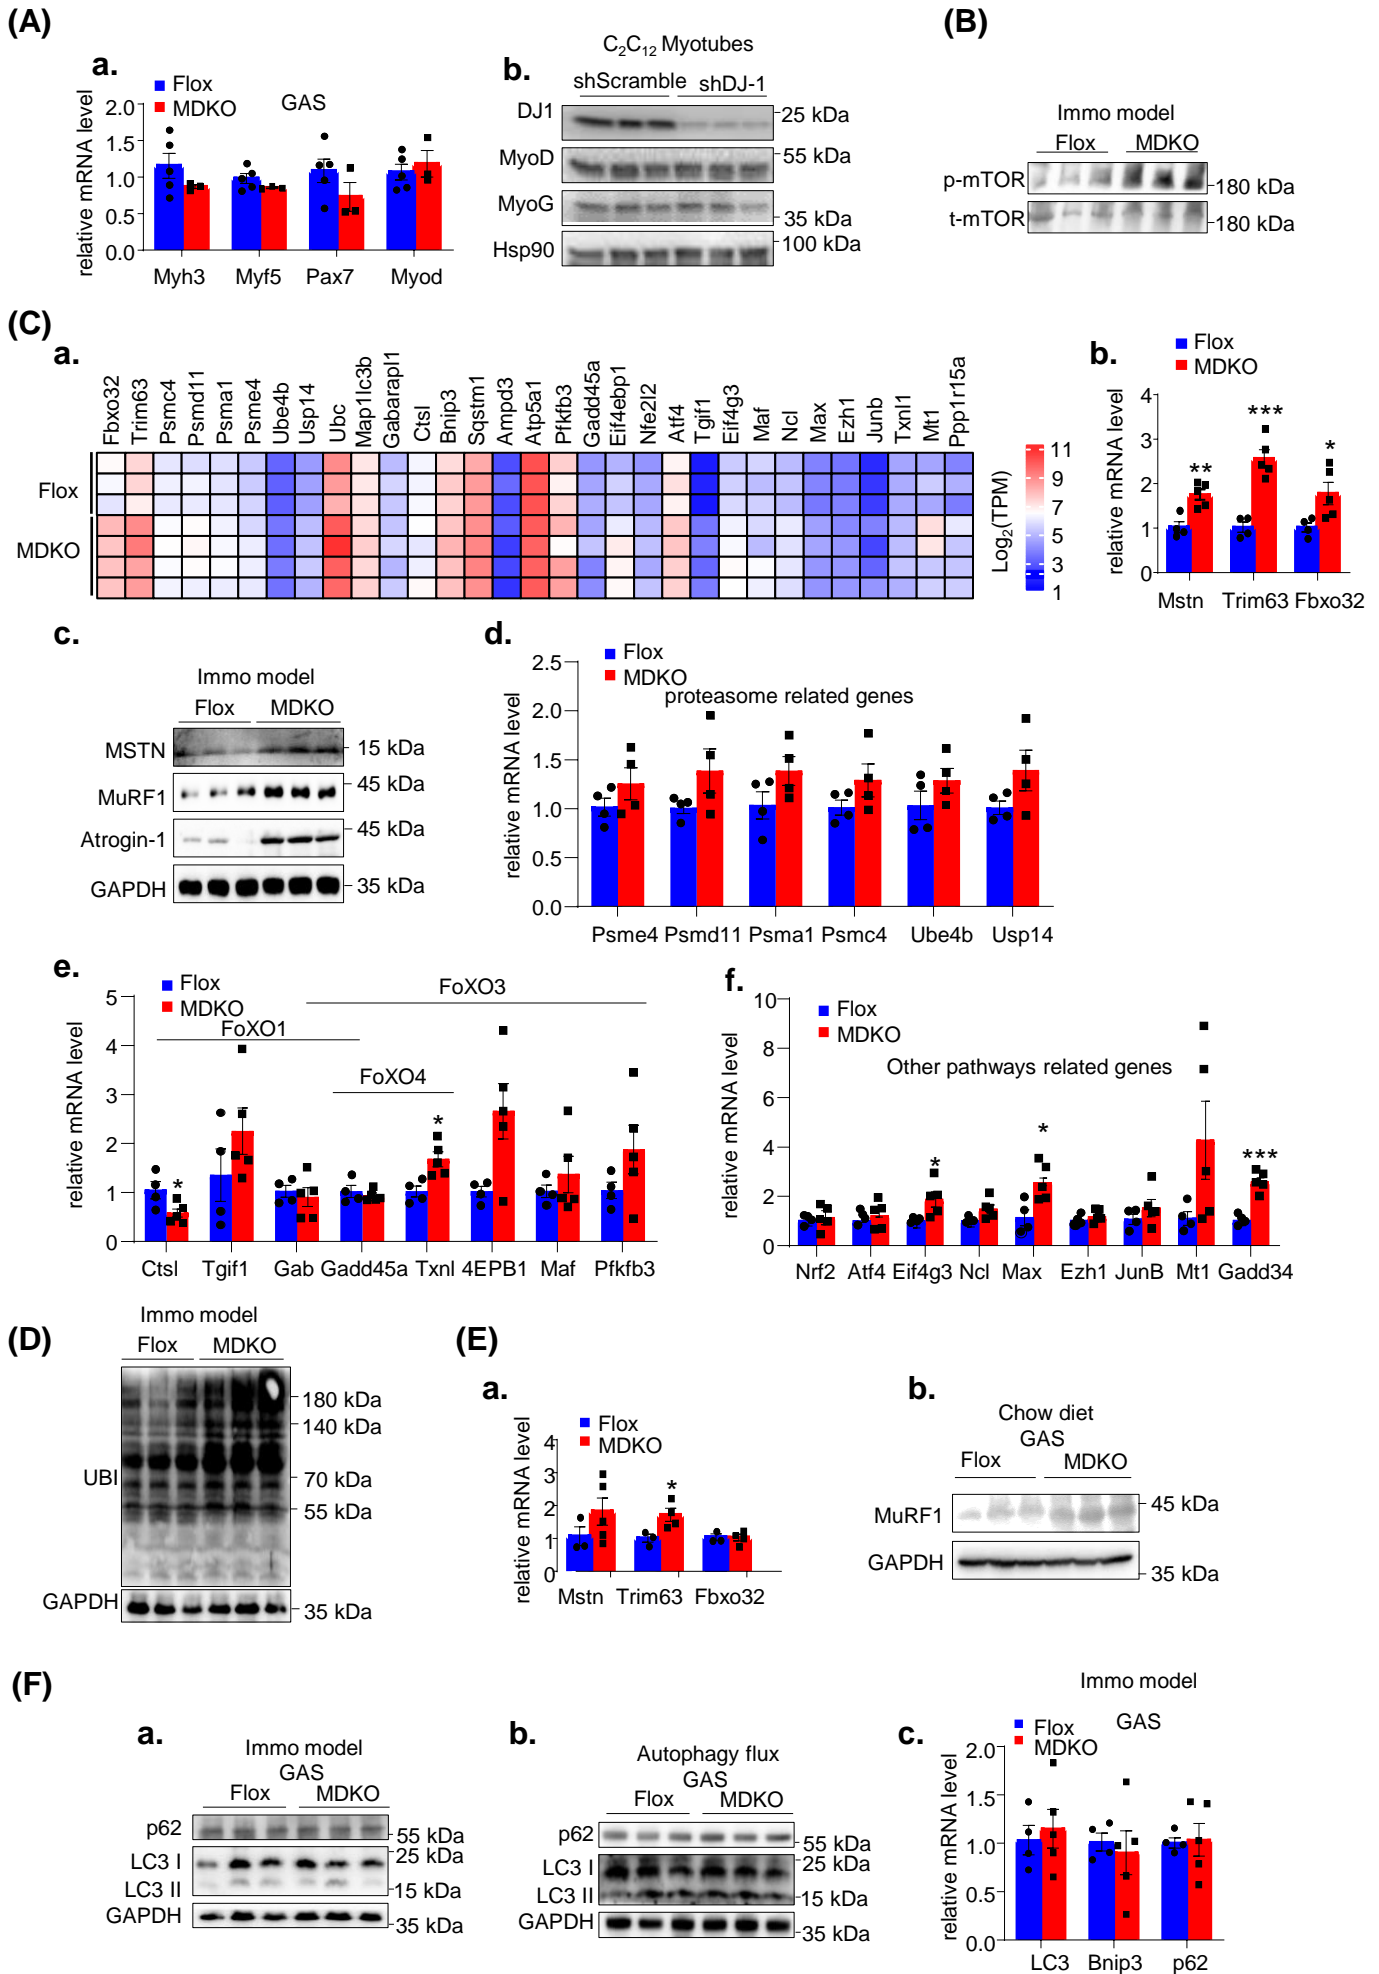 (A)
a.
Flox
MDKO
GAS
relative mRNA level
2.0
1.5
1.0
0.5
0.0
Myh3 Myf5 Pax7 Myod
b.
C2C12 Myotubes
shScramble shDJ-1
DJ1
25 kDa
MyoD
55 kDa
MyoG
35 kDa
Hsp90
100 kDa
(B)
Immo model
Flox MDKO
p-mTOR
180 kDa
t-mTOR
180 kDa
(C)
a.
Fbxo32 Trim63 Psmc4 Psmd11 Psma1 Psme4 Ube4b Usp14 Ubc Map1lc3b Gabarapl1 Ctsl Bnip3 Sqstm1 Ampd3 Atp5a1 Pfkfb3 Gadd45a Eif4ebp1 Nfe2l2 Atf4 Tgif1 Eif4g3 Maf Ncl Max Ezh1 Junb Txnl1 Mt1 Ppp1r15a
Flox
MDKO
Log2(TPM)
11
9
7
5
3
1
b.
Flox
MDKO
relative mRNA level
4
3
2
1
0
** *** *
Mstn Trim63 Fbxo32
c.
Immo model
Flox MDKO
MSTN
15 kDa
MuRF1
45 kDa
Atrogin-1
45 kDa
GAPDH
35 kDa
d.
Flox
MDKO
proteasome related genes
relative mRNA level
2.5
2.0
1.5
1.0
0.5
0.0
Psme4 Psmd11 Psma1 Psmc4 Ube4b Usp14
e.
Flox
MDKO
FoXO3
FoXO1
FoXO4
relative mRNA level
5
4
3
2
1
0
* *
Ctsl Tgif1 Gab Gadd45a Txnl 4EPB1 Maf Pfkfb3
f.
Flox
MDKO
Other pathways related genes
relative mRNA level
10
8
6
4
2
0
* * ***
Nrf2 Atf4 Eif4g3 Ncl Max Ezh1 JunB Mt1 Gadd34
(D)
Immo model
Flox MDKO
180 kDa
140 kDa
UBI
70 kDa
55 kDa
GAPDH
35 kDa
(E)
a.
Flox
MDKO
relative mRNA level
4
3
2
1
0
*
Mstn Trim63 Fbxo32
b.
Chow diet
GAS
Flox MDKO
MuRF1
45 kDa
GAPDH
35 kDa
(F)
a.
Immo model
GAS
Flox MDKO
p62
55 kDa
25 kDa
LC3 I
LC3 II
15 kDa
GAPDH
35 kDa
b.
Autophagy flux
GAS
Flox MDKO
p62
55 kDa
25 kDa
LC3 I
LC3 II
15 kDa
GAPDH
35 kDa
c.
Immo model
GAS
Flox
MDKO
relative mRNA level
2.0
1.5
1.0
0.5
0.0
LC3 Bnip3 p62